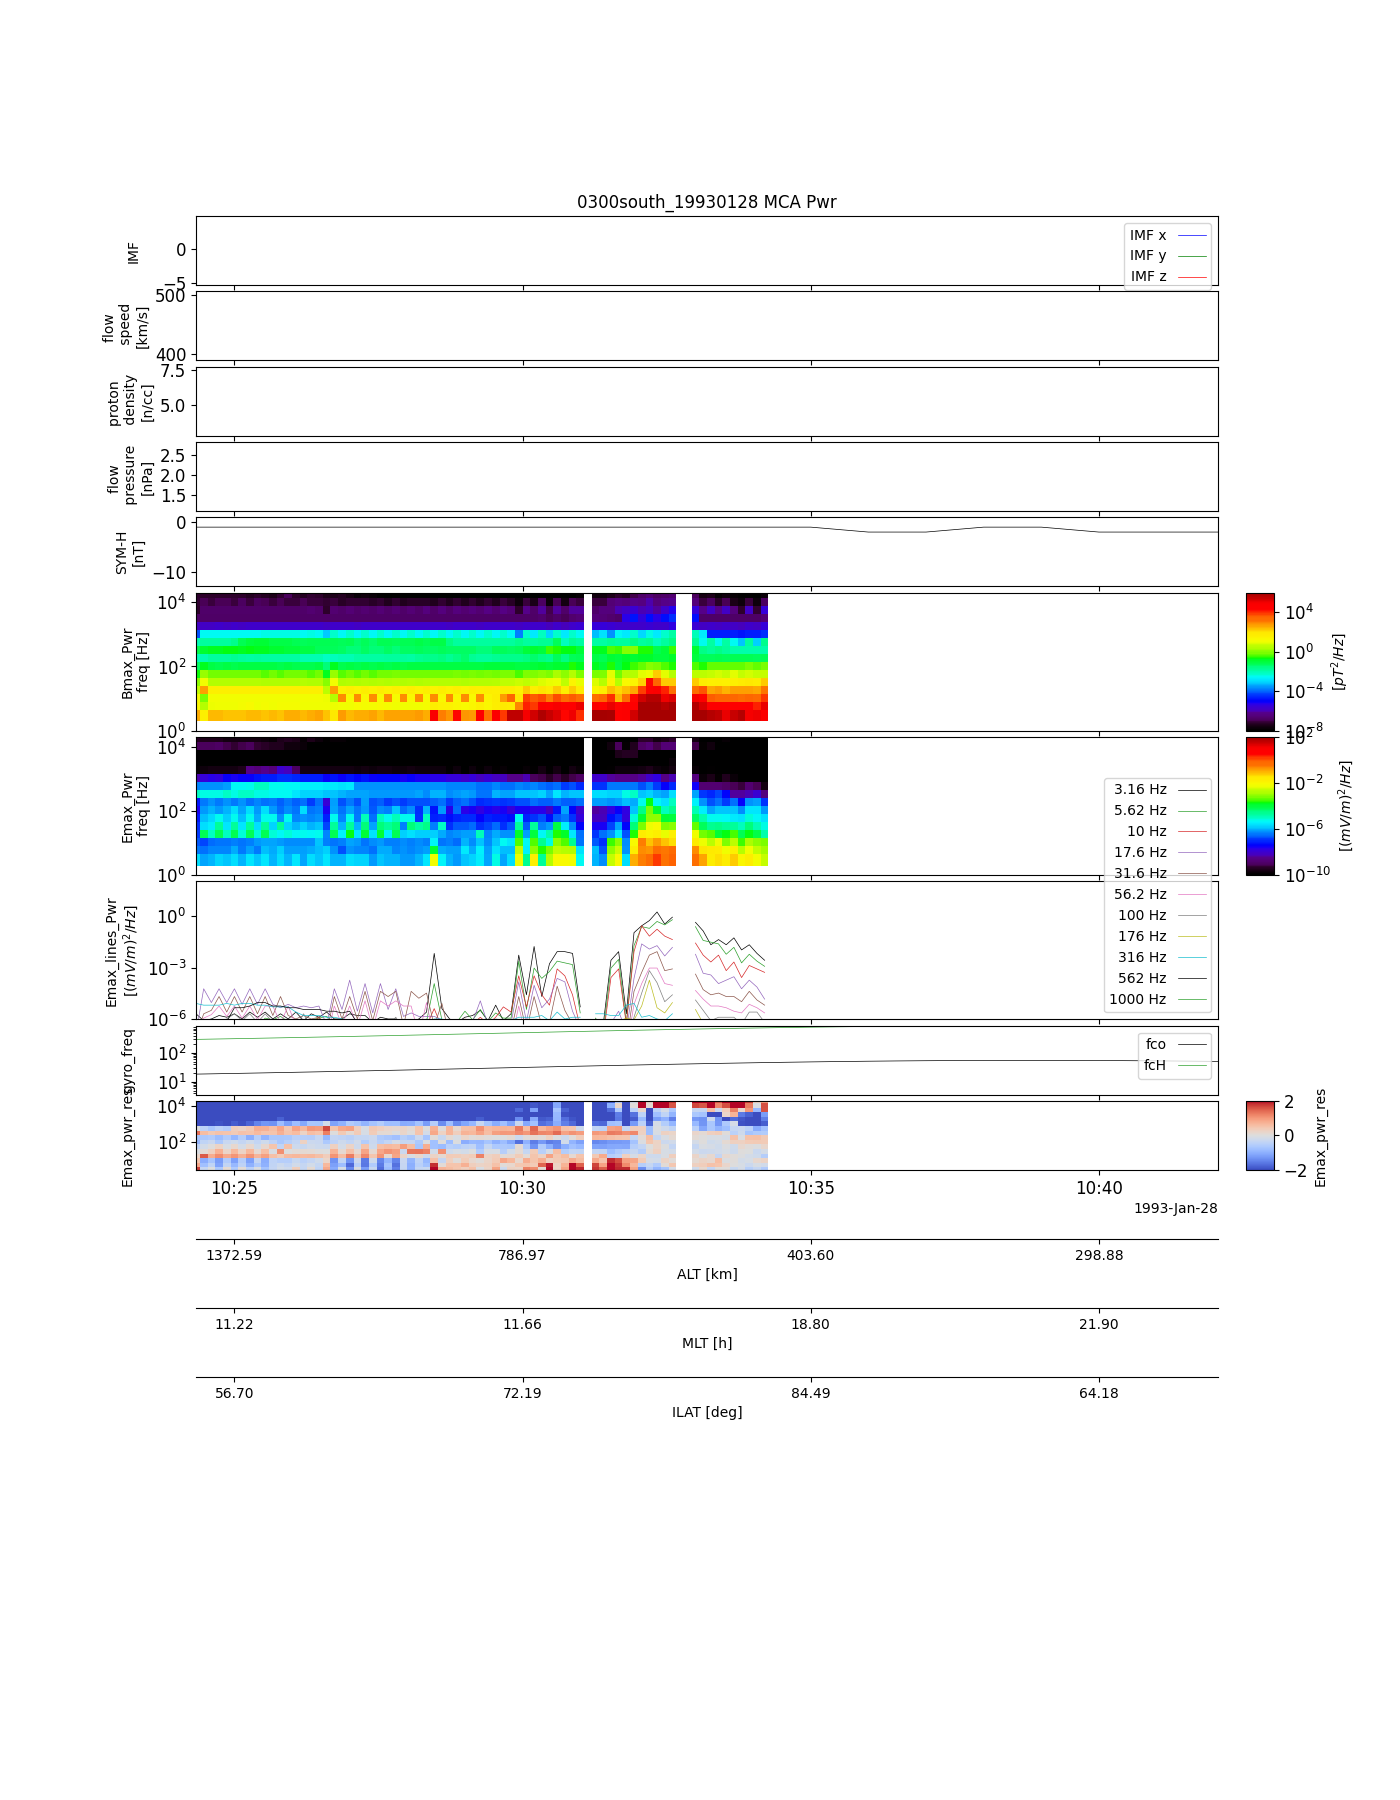 0300south_19930128 MCA Pwr
IMF
0
−5
IMF x
IMF y
IMF z
flow
speed
[km/s]
500
400
proton
density
[n/cc]
7.5
5.0
flow
pressure
[nPa]
2.5
2.0
1.5
SYM-H
[nT]
0
−10
Bmax_Pwr
freq [Hz]
10^4
10^2
10^0
10^4
10^0
10^−4
10^−8
[pT^2/Hz]
Emax_Pwr
freq [Hz]
10^4
10^2
10^0
10^2
10^−2
10^−6
10^−10
[(mV/m)^2/Hz]
3.16 Hz
5.62 Hz
10 Hz
17.6 Hz
31.6 Hz
56.2 Hz
100 Hz
176 Hz
316 Hz
562 Hz
1000 Hz
Emax_lines_Pwr
[(mV/m)^2/Hz]
10^0
10^−3
10^−6
gyro_freq
10^2
10^1
fco
fcH
Emax_pwr_res
10^4
10^2
2
0
−2
Emax_pwr_res
10:25 10:30 10:35 10:40
1993-Jan-28
1372.59 786.97 403.60 298.88
ALT [km]
11.22 11.66 18.80 21.90
MLT [h]
56.70 72.19 84.49 64.18
ILAT [deg]